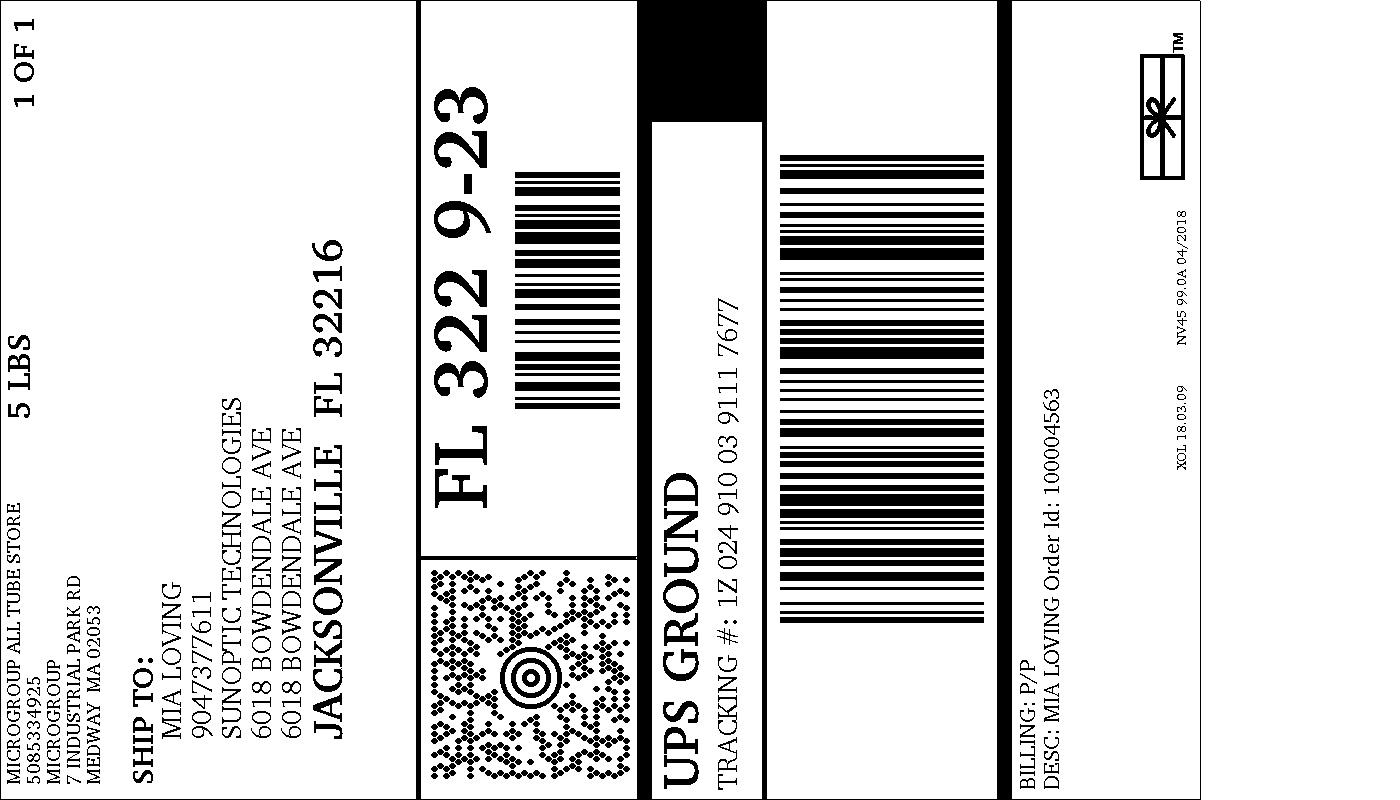 MICROGROUP ALL TUBE STORE
5085334925
MICROGROUP
7 INDUSTRIAL PARK RD
MEDWAY MA 02053
5 LBS
1 OF 1
SHIP TO:
MIA LOVING
9047377611
SUNOPTIC TECHNOLOGIES
6018 BOWDENDALE AVE
6018 BOWDENDALE AVE
JACKSONVILLE FL 32216
FL 322 9-23
UPS GROUND
TRACKING #: 1Z 024 910 03 9111 7677
BILLING: P/P
DESC: MIA LOVING Order Id: 100004563
XOL 18.03.09 NV45 99.0A 04/2018
TM